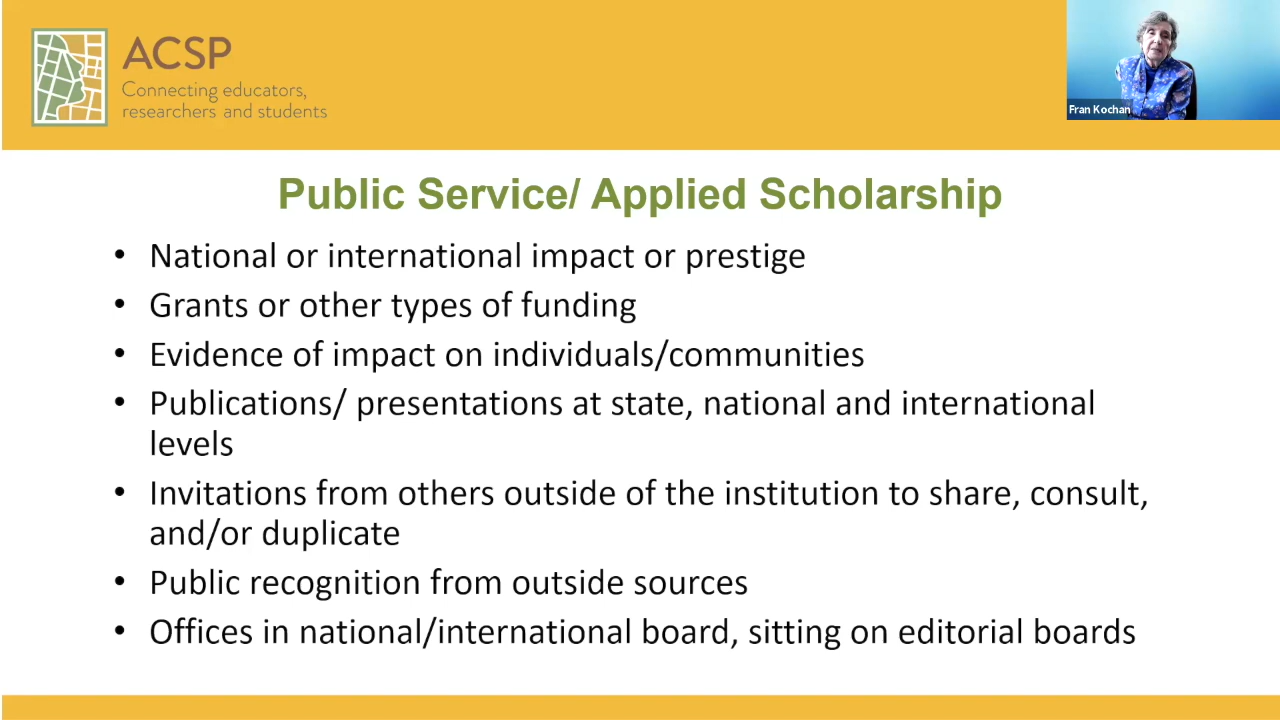 ACSP
Connecting educators,
researchers and students
Fran Kochan
Public Service/ Applied Scholarship
• National or international impact or prestige
• Grants or other types of funding
• Evidence of impact on individuals/communities
• Publications/ presentations at state, national and international
levels
• Invitations from others outside of the institution to share, consult,
and/or duplicate
• Public recognition from outside sources
• Offices in national/international board, sitting on editorial boards